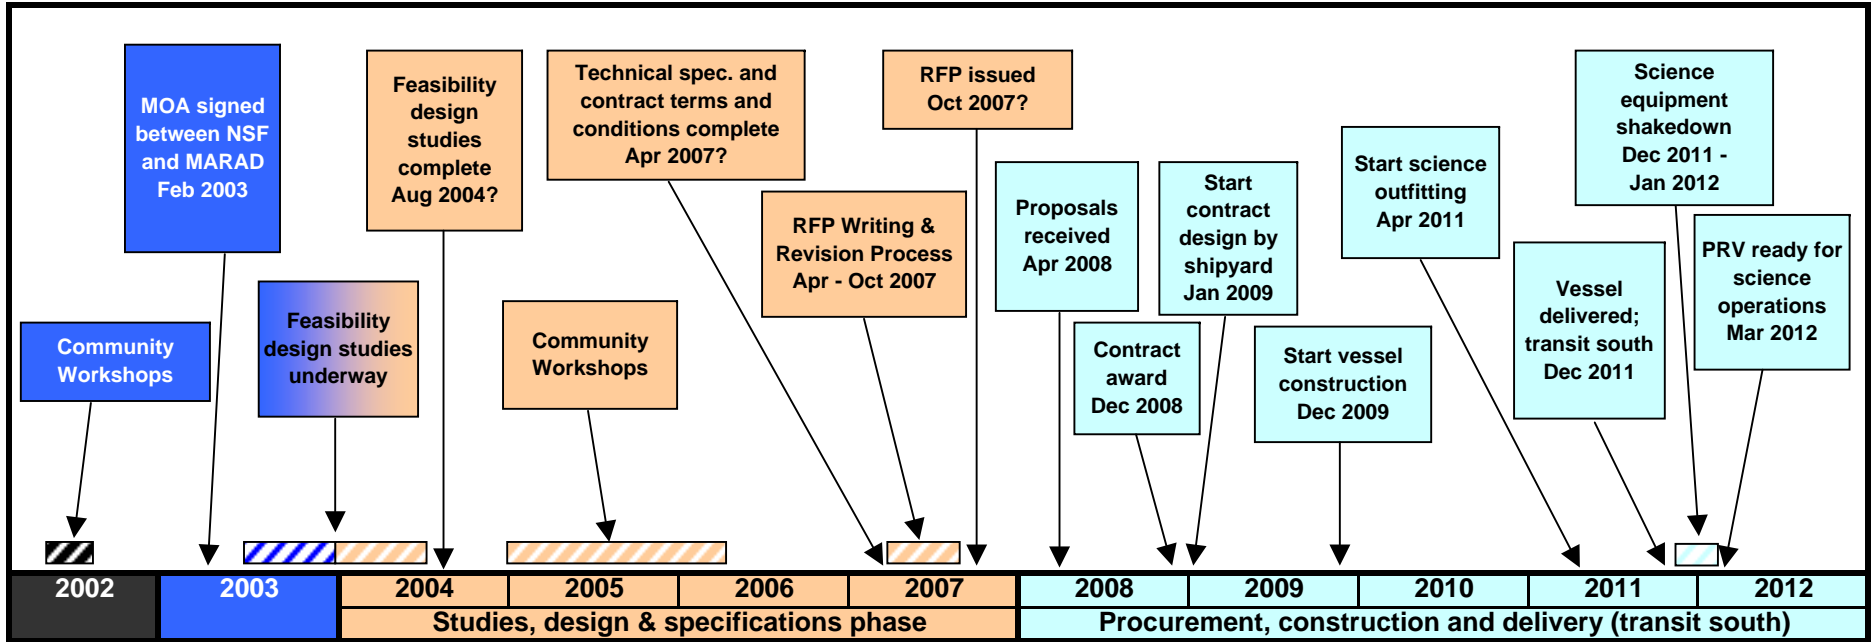 MOA signed
between NSF
and MARAD
Feb 2003
Feasibility
design
studies
complete
Aug 2004?
Technical spec. and
contract terms and
conditions complete
Apr 2007?
RFP issued
Oct 2007?
Science
equipment
shakedown
Dec 2011 -
Jan 2012
Start science
outfitting
Apr 2011
Proposals
received
Apr 2008
Start
contract
design by
shipyard
Jan 2009
RFP Writing &
Revision Process
Apr - Oct 2007
PRV ready for
science
operations
Mar 2012
Vessel
delivered;
transit south
Dec 2011
Community
Workshops
Feasibility
design studies
underway
Community
Workshops
Contract
award
Dec 2008
Start vessel
construction
Dec 2009
2002 2003 2004 2005 2006 2007 2008 2009 2010 2011 2012
Studies, design & specifications phase
Procurement, construction and delivery (transit south)